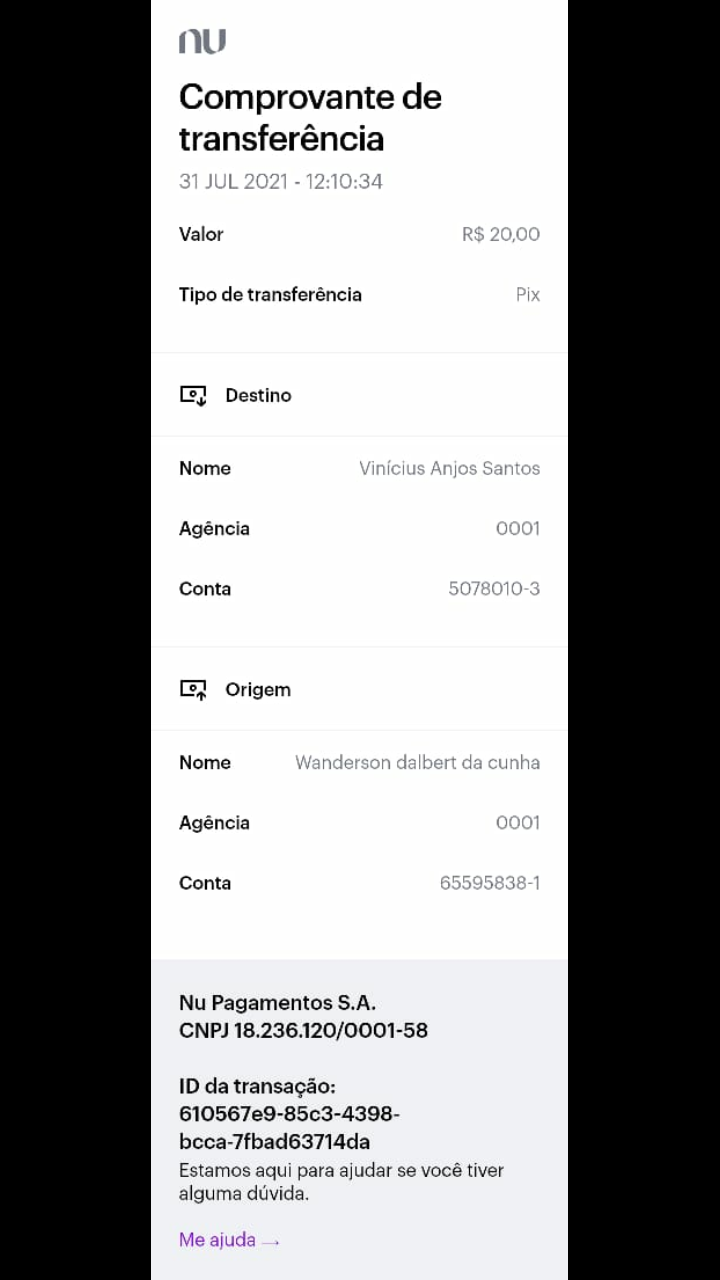 nu
Comprovante de
transferência
31 JUL 2021 - 12:10:34
Valor R$ 20,00
Tipo de transferência Pix
Destino
Nome Vinícius Anjos Santos
Agência 0001
Conta 5078010-3
Origem
Nome Wanderson dalbert da cunha
Agência 0001
Conta 65595838-1
Nu Pagamentos S.A.
CNPJ 18.236.120/0001-58
ID da transação:
610567e9-85c3-4398-
bcca-7fbad63714da
Estamos aqui para ajudar se você tiver
alguma dúvida.
Me ajuda →